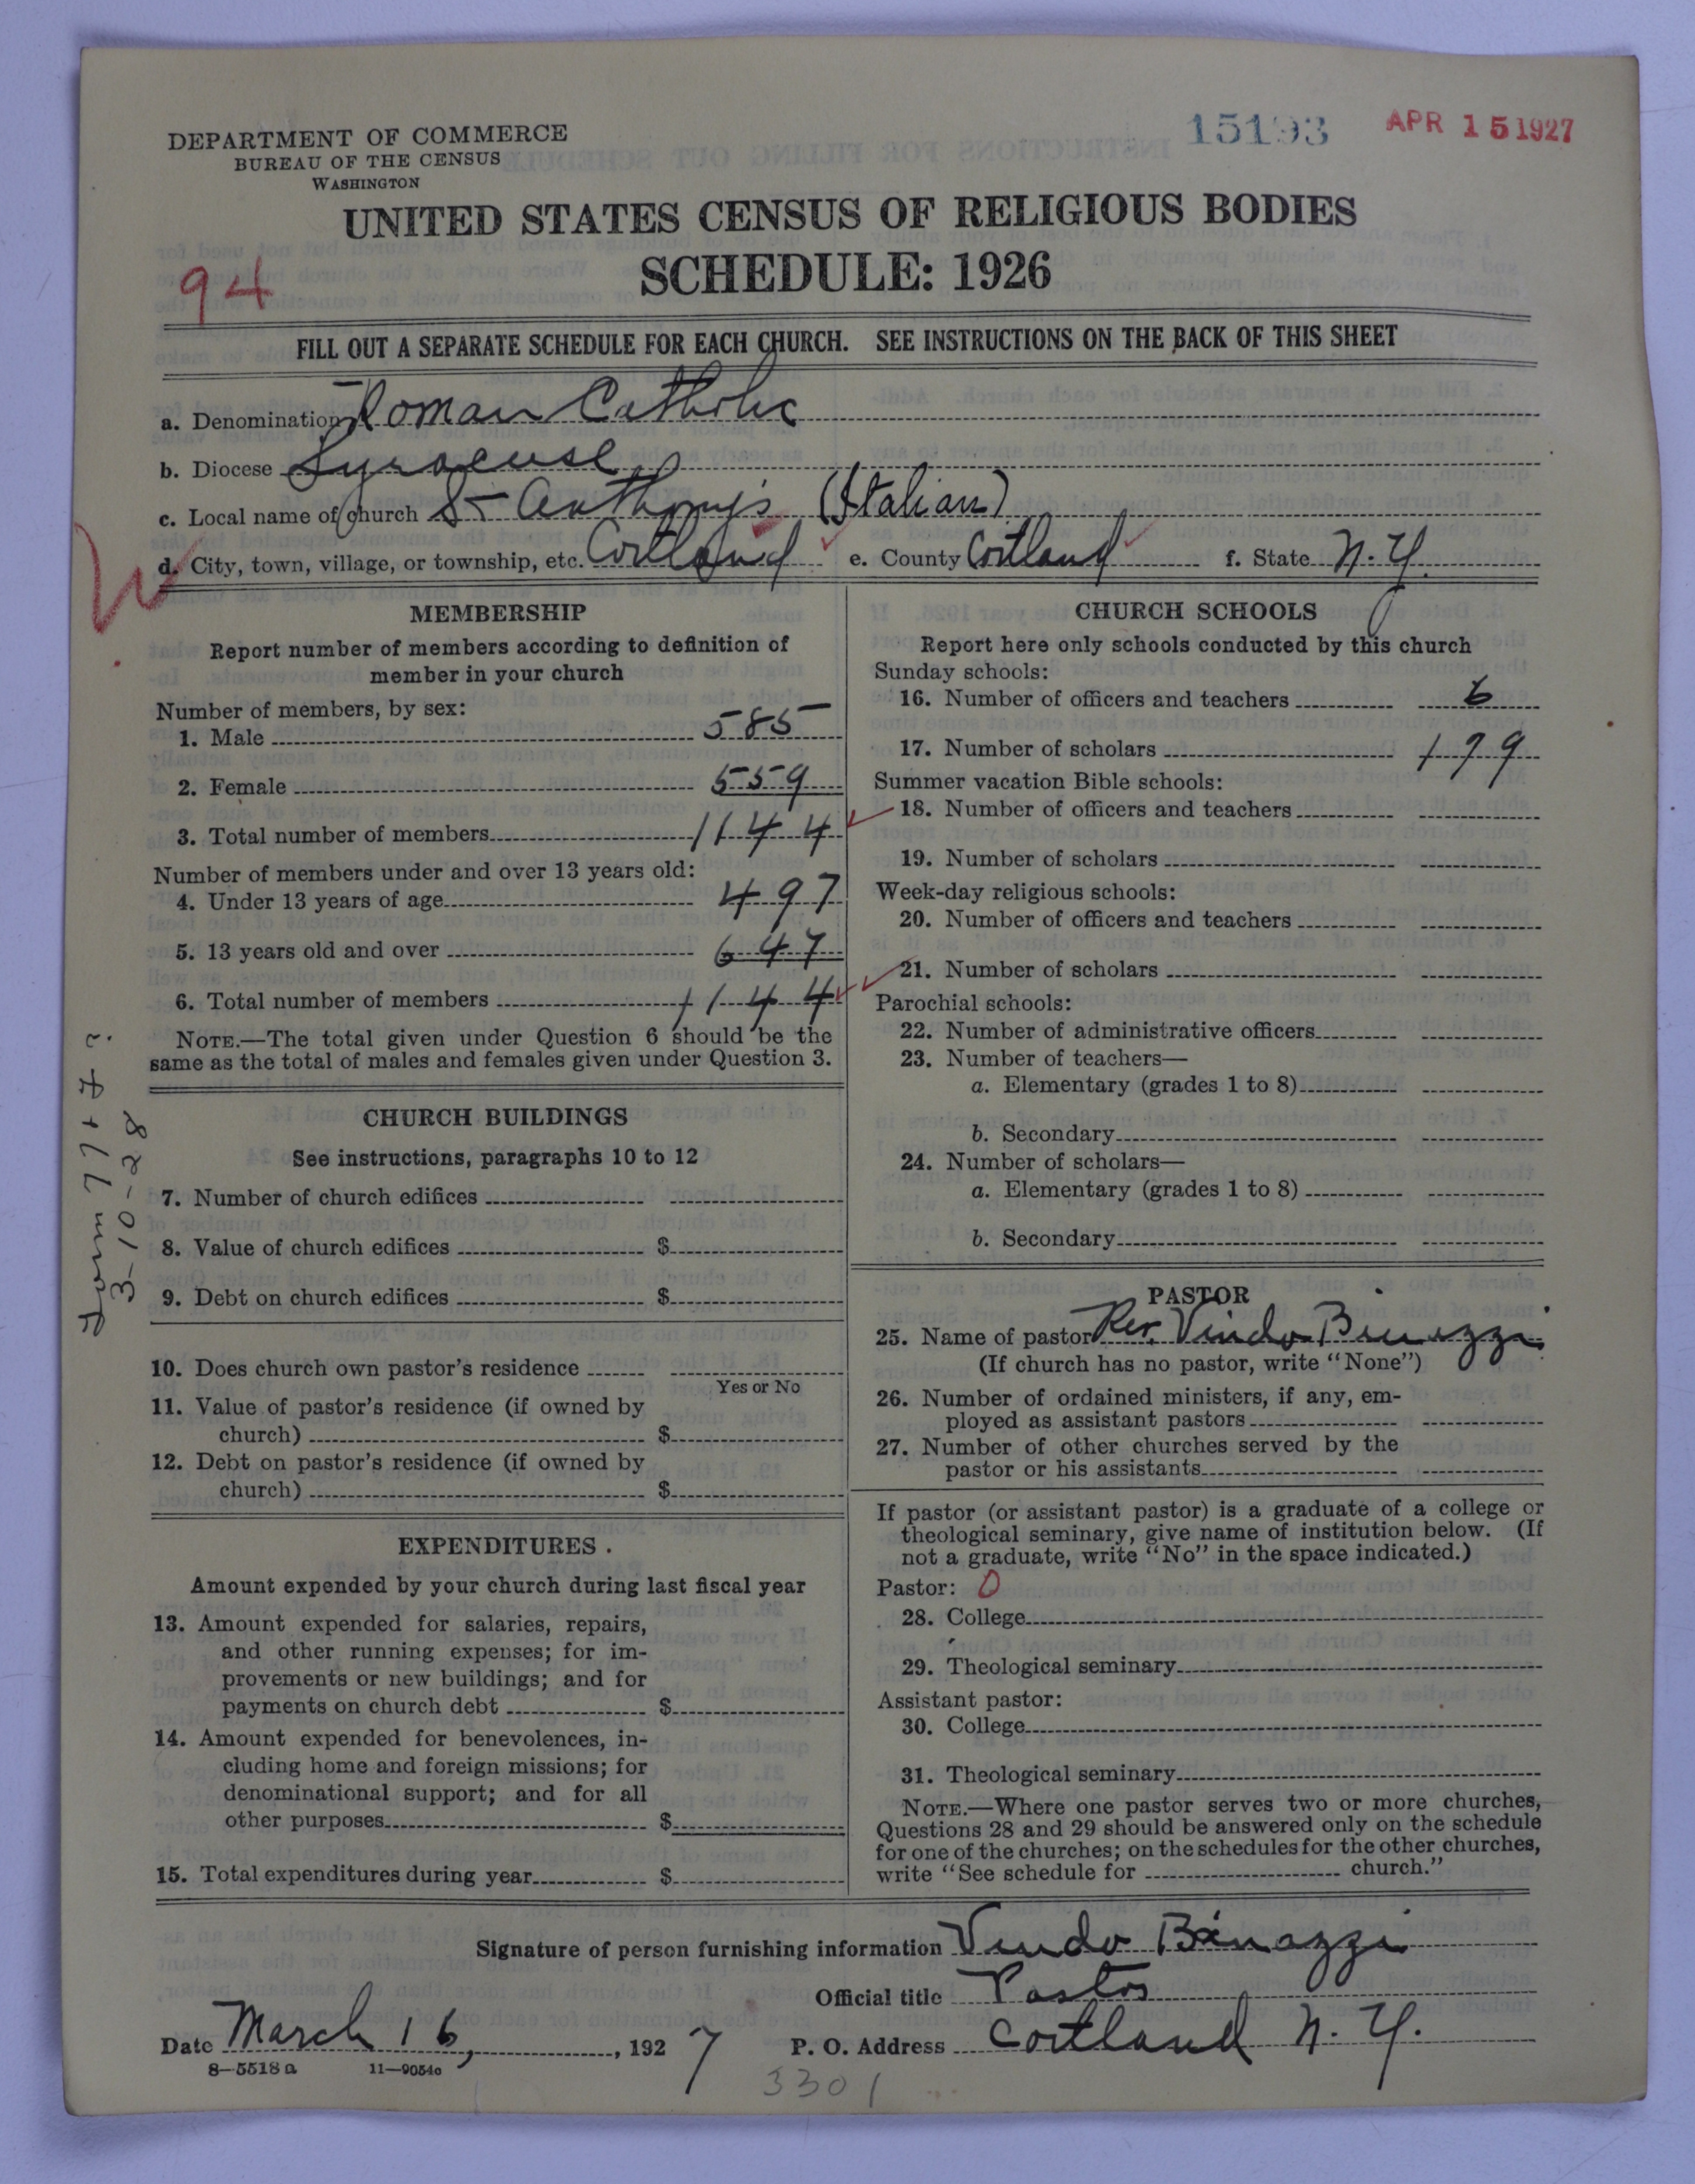 15193
APR 15 1927
DEPARTMENT OF COMMERCE
BUREAU OF THE CENSUS
WASHINGTON
UNITED STATES CENSUS OF RELIGIOUS BODIES
SCHEDULE: 1926
94
FILL OUT A SEPARATE SCHEDULE FOR EACH CHURCH. SEE INSTRUCTIONS ON THE BACK OF THIS SHEET
a. Denomination Roman Catholic
b. Diocese Syracuse
c. Local name of church St Anthony's (Italian)
d. City, town, village, or township, etc. Cortland e. County Cortland f. State N.Y.
MEMBERSHIP
Report number of members according to definition of
member in your church
Number of members, by sex:
1. Male 585
2. Female 559
3. Total number of members 1144
Number of members under and over 13 years old:
4. Under 13 years of age 497
5. 13 years old and over 647
6. Total number of members 1144
NOTE.—The total given under Question 6 should be the
same as the total of males and females given under Question 3.
CHURCH BUILDINGS
See instructions, paragraphs 10 to 12
7. Number of church edifices
8. Value of church edifices $
9. Debt on church edifices $
10. Does church own pastor's residence
Yes or No
11. Value of pastor's residence (if owned by
church) $
12. Debt on pastor's residence (if owned by
church) $
EXPENDITURES
Amount expended by your church during last fiscal year
13. Amount expended for salaries, repairs,
and other running expenses; for im-
provements or new buildings; and for
payments on church debt $
14. Amount expended for benevolences, in-
cluding home and foreign missions; for
denominational support; and for all
other purposes $
15. Total expenditures during year $
CHURCH SCHOOLS
Report here only schools conducted by this church
Sunday schools:
16. Number of officers and teachers 6
17. Number of scholars 179
Summer vacation Bible schools:
18. Number of officers and teachers
19. Number of scholars
Week-day religious schools:
20. Number of officers and teachers
21. Number of scholars
Parochial schools:
22. Number of administrative officers
23. Number of teachers—
a. Elementary (grades 1 to 8)
b. Secondary
24. Number of scholars—
a. Elementary (grades 1 to 8)
b. Secondary
PASTOR
25. Name of pastor Rev. Vindo Binazzi
(If church has no pastor, write "None")
26. Number of ordained ministers, if any, em-
ployed as assistant pastors
27. Number of other churches served by the
pastor or his assistants
If pastor (or assistant pastor) is a graduate of a college or
theological seminary, give name of institution below. (If
not a graduate, write "No" in the space indicated.)
Pastor: 0
28. College
29. Theological seminary
Assistant pastor:
30. College
31. Theological seminary
NOTE.—Where one pastor serves two or more churches,
Questions 28 and 29 should be answered only on the schedule
for one of the churches; on the schedules for the other churches,
write "See schedule for church."
Signature of person furnishing information Vindo Binazzi
Official title Pastor
Date March 16, 1927 P. O. Address Cortland N.Y.
8—5518a 11—9054c
3301
3-10-28